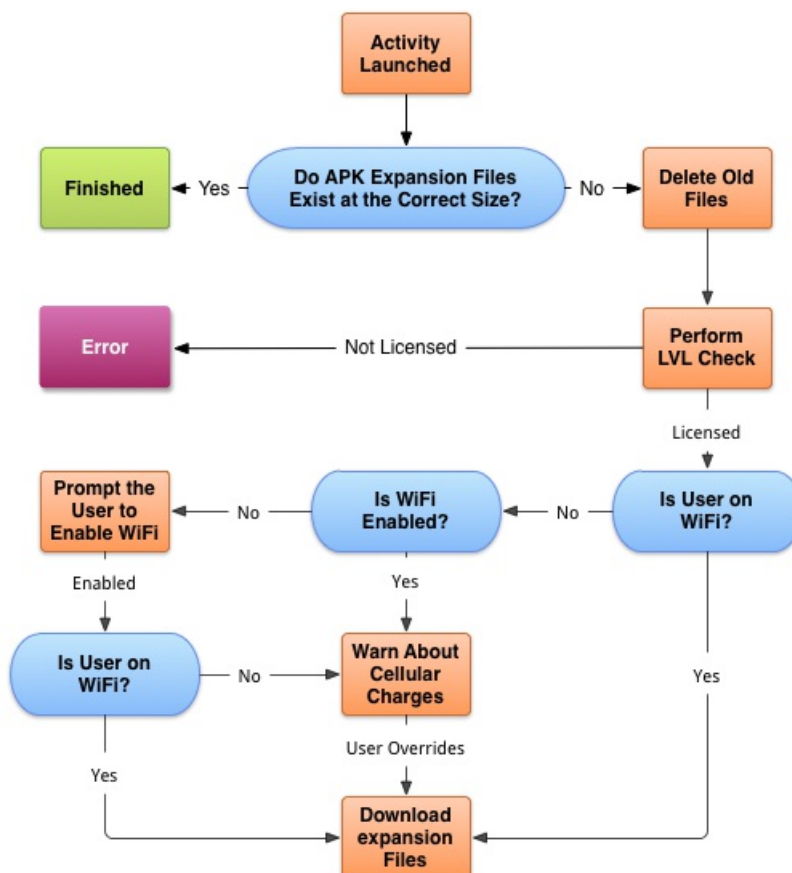 Activity
Launched
Finished
Yes
Do APK Expansion Files
Exist at the Correct Size?
No
Delete Old
Files
Error
Not Licensed
Perform
LVL Check
Licensed
Prompt the
User to
Enable WiFi
No
Is WiFi
Enabled?
No
Is User on
WiFi?
Enabled
Yes
Is User on
WiFi?
No
Warn About
Cellular
Charges
Yes
User Overrides
Yes
Download
expansion
Files